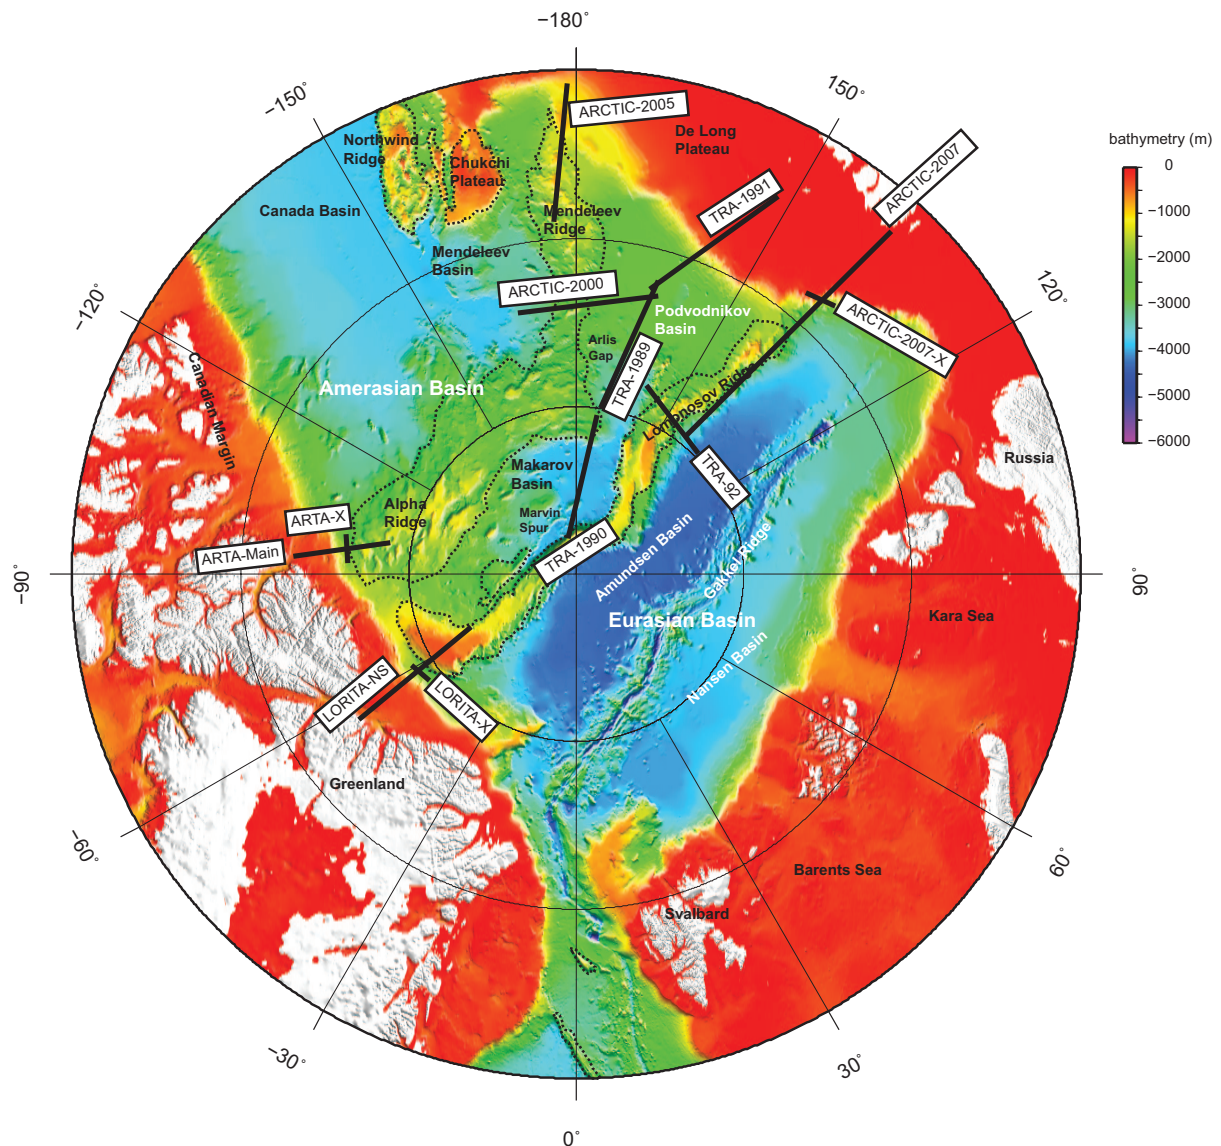 −180°
−150°
150°
ARCTIC-2005
De Long
Plateau
Northwind
Ridge
Chukchi
Plateau
ARCTIC-2007
bathymetry (m)
0
−1000
−2000
−3000
−4000
−5000
−6000
TRA-1991
Canada Basin
Mendeleev
Ridge
Mendeleev
Basin
ARCTIC-2000
−120°
120°
Podvodnikov
Basin
ARCTIC-2007-X
Arlis
Gap
TRA-1989
Canadian Margin
Amerasian Basin
Lomonosov Ridge
Russia
Makarov
Basin
TRA-92
Alpha
Ridge
Marvin
Spur
ARTA-X
ARTA-Main
TRA-1990
Amundsen Basin
Gakkel Ridge
−90°
90°
Eurasian Basin
Kara Sea
Nansen Basin
LORITA-NS
LORITA-X
Greenland
−60°
60°
Barents Sea
Svalbard
−30°
30°
0°